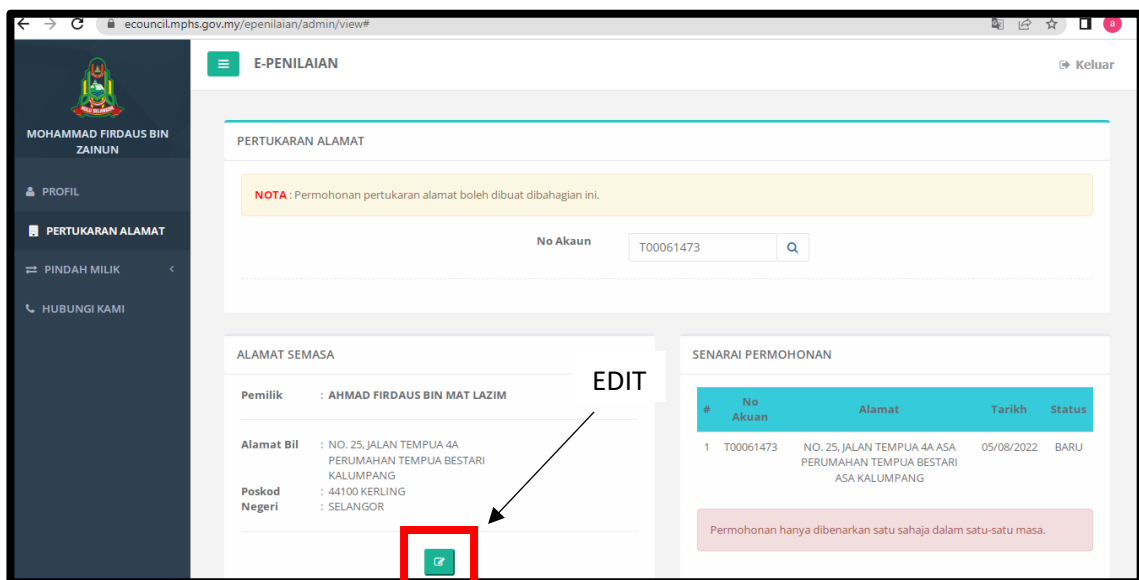 ecouncil.mphs.gov.my/epenilaian/admin/view#
a
E-PENILAIAN
Keluar
HULU SELANGOR
MOHAMMAD FIRDAUS BIN
ZAINUN
PROFIL
PERTUKARAN ALAMAT
PINDAH MILIK
HUBUNGI KAMI
PERTUKARAN ALAMAT
NOTA : Permohonan pertukaran alamat boleh dibuat dibahagian ini.
No Akaun
T00061473
ALAMAT SEMASA
EDIT
Pemilik : AHMAD FIRDAUS BIN MAT LAZIM
Alamat Bil : NO. 25, JALAN TEMPUA 4A
PERUMAHAN TEMPUA BESTARI
KALUMPANG
Poskod : 44100 KERLING
Negeri : SELANGOR
SENARAI PERMOHONAN
# No Akuan Alamat Tarikh Status
1 T00061473 NO. 25, JALAN TEMPUA 4A ASA 05/08/2022 BARU
PERUMAHAN TEMPUA BESTARI
ASA KALUMPANG
Permohonan hanya dibenarkan satu sahaja dalam satu-satu masa.